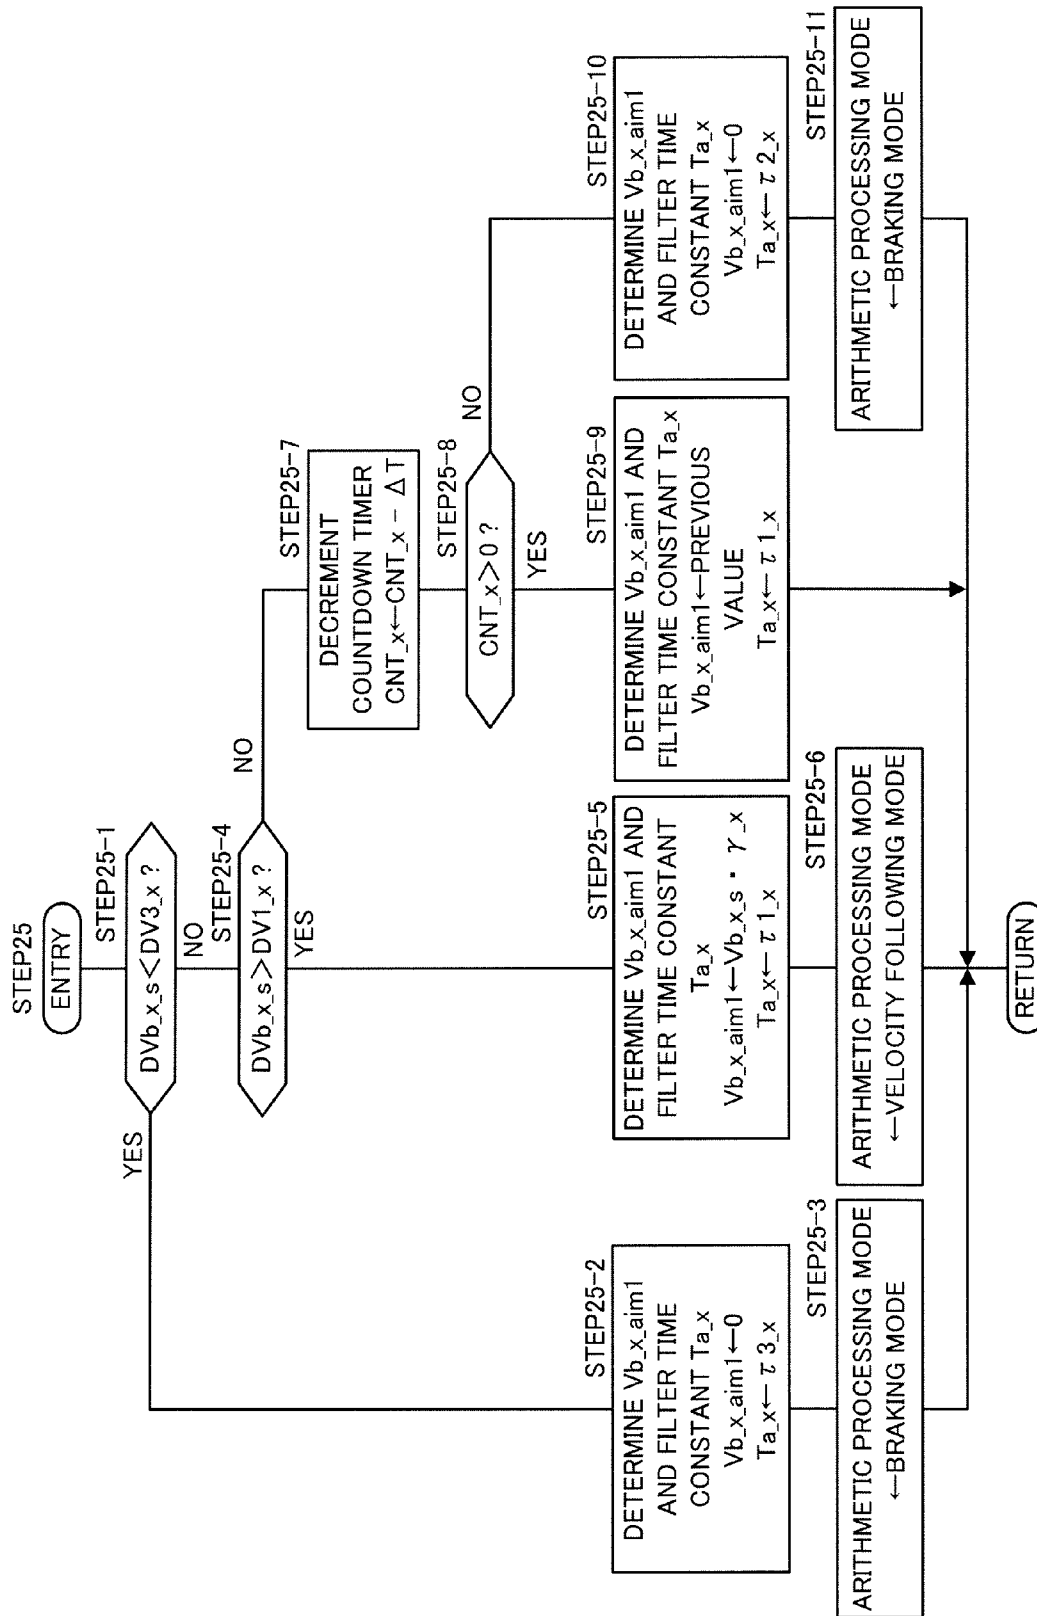 STEP25
ENTRY
STEP25-1
DVb_x_s<DV3_x ?
YES
NO
STEP25-4
DVb_x_s>DV1_x ?
NO
YES
STEP25-7
DECREMENT
COUNTDOWN TIMER
CNT_x←CNT_x - ΔT
STEP25-8
CNT_x>0 ?
NO
YES
STEP25-2
DETERMINE Vb_x_aim1
AND FILTER TIME
CONSTANT Ta_x
Vb_x_aim1←0
Ta_x← τ 3_x
STEP25-5
DETERMINE Vb_x_aim1 AND
FILTER TIME CONSTANT
Ta_x
Vb_x_aim1←Vb_x_s・γ_x
Ta_x← τ 1_x
STEP25-9
DETERMINE Vb_x_aim1 AND
FILTER TIME CONSTANT Ta_x
Vb_x_aim1←PREVIOUS
VALUE
Ta_x← τ 1_x
STEP25-10
DETERMINE Vb_x_aim1
AND FILTER TIME
CONSTANT Ta_x
Vb_x_aim1←0
Ta_x← τ 2_x
STEP25-3
ARITHMETIC PROCESSING MODE
←BRAKING MODE
STEP25-6
ARITHMETIC PROCESSING MODE
←VELOCITY FOLLOWING MODE
STEP25-11
ARITHMETIC PROCESSING MODE
←BRAKING MODE
RETURN